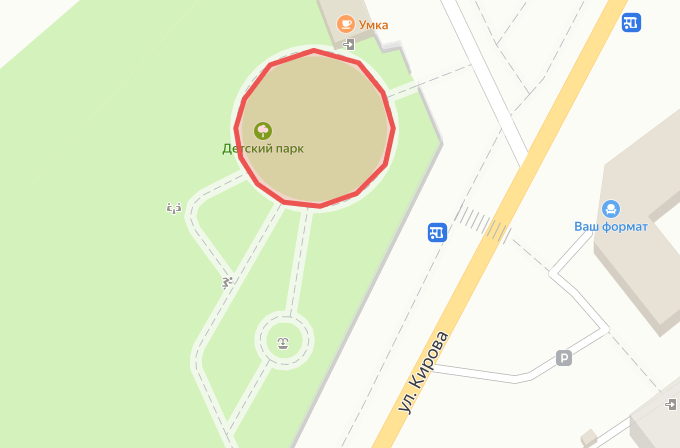 Умка
Детский парк
Ваш формат
P
ул. Кирова